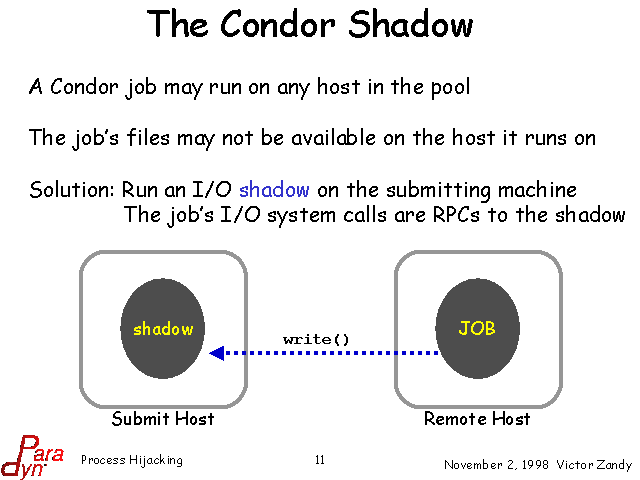 The Condor Shadow
A Condor job may run on any host in the pool
The job's files may not be available on the host it runs on
Solution: Run an I/O shadow on the submitting machine
The job's I/O system calls are RPCs to the shadow
shadow
write()
JOB
Submit Host
Remote Host
Para
dyn
Process Hijacking
11
November 2, 1998 Victor Zandy